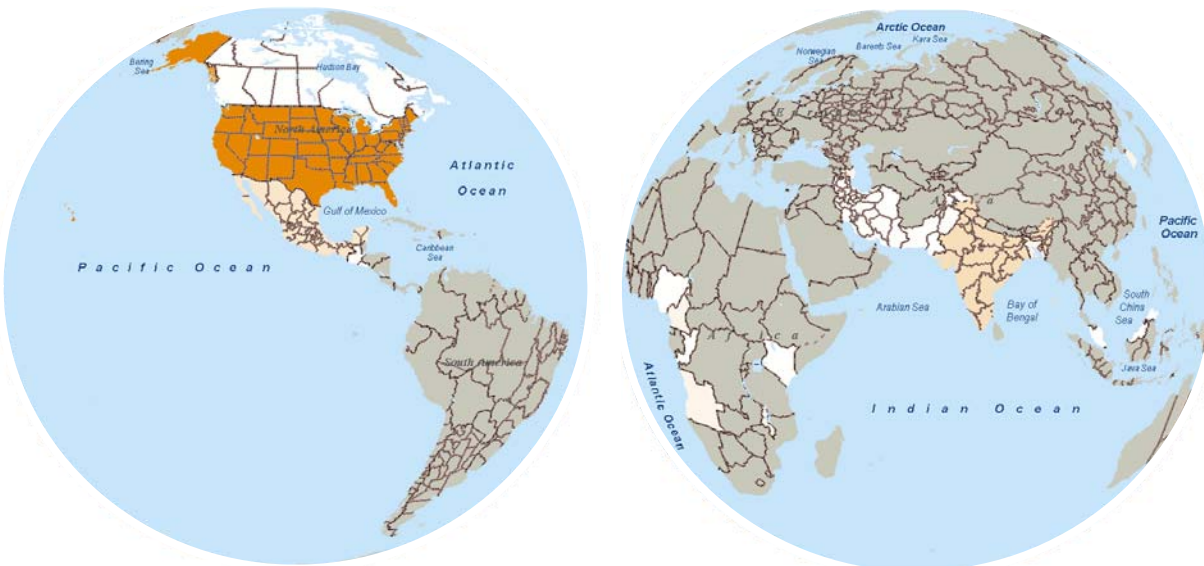 Bering
Sea
Hudson Bay
North America
Atlantic
Ocean
Gulf of Mexico
Caribbean
Sea
Pacific Ocean
South America
Arctic Ocean
Kara Sea
Barents Sea
Norwegian
Sea
E
A a
Pacific
Ocean
Arabian Sea
Bay of
Bengal
South
China
Sea
Africa
Java Sea
Atlantic Ocean
Indian Ocean